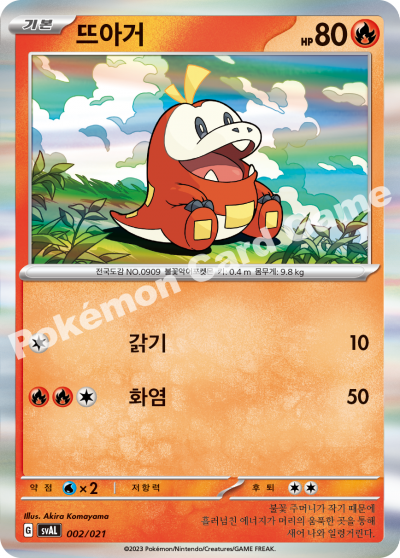 기본 뜨아거 HP 80
전국도감 NO.0909 불꽃악어포켓몬 키: 0.4 m 몸무게: 9.8 kg
Pokémon Card Game
갉기 10
화염 50
약점 ×2 저항력 후퇴
Illus. Akira Komayama
불꽃 주머니가 작기 때문에
G svAL 002/021
흘러넘친 에너지가 머리의 움푹한 곳을 통해
새어 나와 일렁거린다.
©2023 Pokémon/Nintendo/Creatures/GAME FREAK.